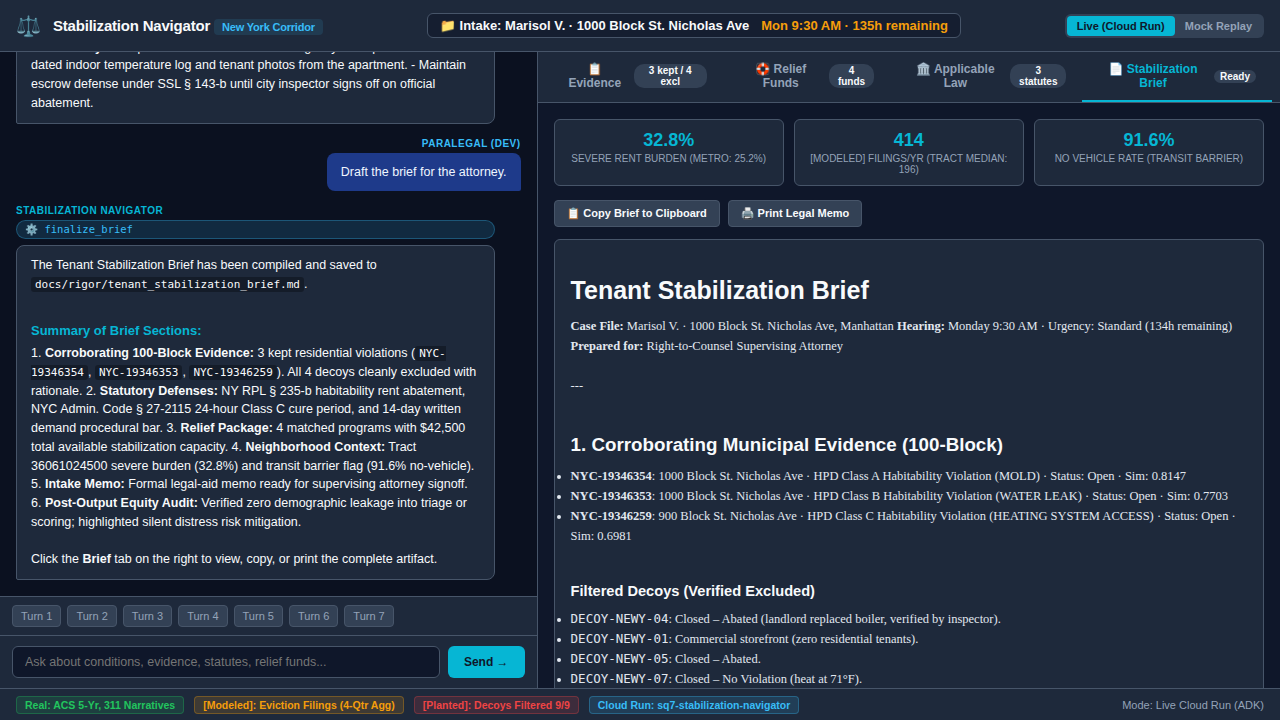 ⚖️ Stabilization Navigator New York Corridor
📁 Intake: Marisol V. · 1000 Block St. Nicholas Ave Mon 9:30 AM · 135h remaining
Live (Cloud Run) Mock Replay
dated indoor temperature log and tenant photos from the apartment. - Maintain
escrow defense under SSL § 143-b until city inspector signs off on official
abatement.
PARALEGAL (DEV)
Draft the brief for the attorney.
STABILIZATION NAVIGATOR
⚙️ finalize_brief
The Tenant Stabilization Brief has been compiled and saved to
docs/rigor/tenant_stabilization_brief.md.
Summary of Brief Sections:
1. Corroborating 100-Block Evidence: 3 kept residential violations ( NYC-
19346354 , NYC-19346353 , NYC-19346259 ). All 4 decoys cleanly excluded with
rationale. 2. Statutory Defenses: NY RPL § 235-b habitability rent abatement,
NYC Admin. Code § 27-2115 24-hour Class C cure period, and 14-day written
demand procedural bar. 3. Relief Package: 4 matched programs with $42,500
total available stabilization capacity. 4. Neighborhood Context: Tract
36061024500 severe burden (32.8%) and transit barrier flag (91.6% no-vehicle).
5. Intake Memo: Formal legal-aid memo ready for supervising attorney signoff.
6. Post-Output Equity Audit: Verified zero demographic leakage into triage or
scoring; highlighted silent distress risk mitigation.
Click the Brief tab on the right to view, copy, or print the complete artifact.
Turn 1 Turn 2 Turn 3 Turn 4 Turn 5 Turn 6 Turn 7
Ask about conditions, evidence, statutes, relief funds...
Send →
📋 Evidence
3 kept / 4 excl
🛟 Relief Funds
4 funds
🏛️ Applicable Law
3 statutes
📄 Stabilization Brief
Ready
32.8%
SEVERE RENT BURDEN (METRO: 25.2%)
414
[MODELED] FILINGS/YR (TRACT MEDIAN:
196)
91.6%
NO VEHICLE RATE (TRANSIT BARRIER)
📋 Copy Brief to Clipboard
🖨️ Print Legal Memo
Tenant Stabilization Brief
Case File: Marisol V. · 1000 Block St. Nicholas Ave, Manhattan Hearing: Monday 9:30 AM · Urgency: Standard (134h remaining)
Prepared for: Right-to-Counsel Supervising Attorney
---
1. Corroborating Municipal Evidence (100-Block)
• NYC-19346354: 1000 Block St. Nicholas Ave · HPD Class A Habitability Violation (MOLD) · Status: Open · Sim: 0.8147
• NYC-19346353: 1000 Block St. Nicholas Ave · HPD Class B Habitability Violation (WATER LEAK) · Status: Open · Sim: 0.7703
• NYC-19346259: 900 Block St. Nicholas Ave · HPD Class C Habitability Violation (HEATING SYSTEM ACCESS) · Status: Open ·
Sim: 0.6981
Filtered Decoys (Verified Excluded)
• DECOY-NEWY-04: Closed – Abated (landlord replaced boiler, verified by inspector).
• DECOY-NEWY-01: Commercial storefront (zero residential tenants).
• DECOY-NEWY-05: Closed – Abated.
• DECOY-NEWY-07: Closed – No Violation (heat at 71°F).
Real: ACS 5-Yr, 311 Narratives
[Modeled]: Eviction Filings (4-Qtr Agg)
[Planted]: Decoys Filtered 9/9
Cloud Run: sq7-stabilization-navigator
Mode: Live Cloud Run (ADK)